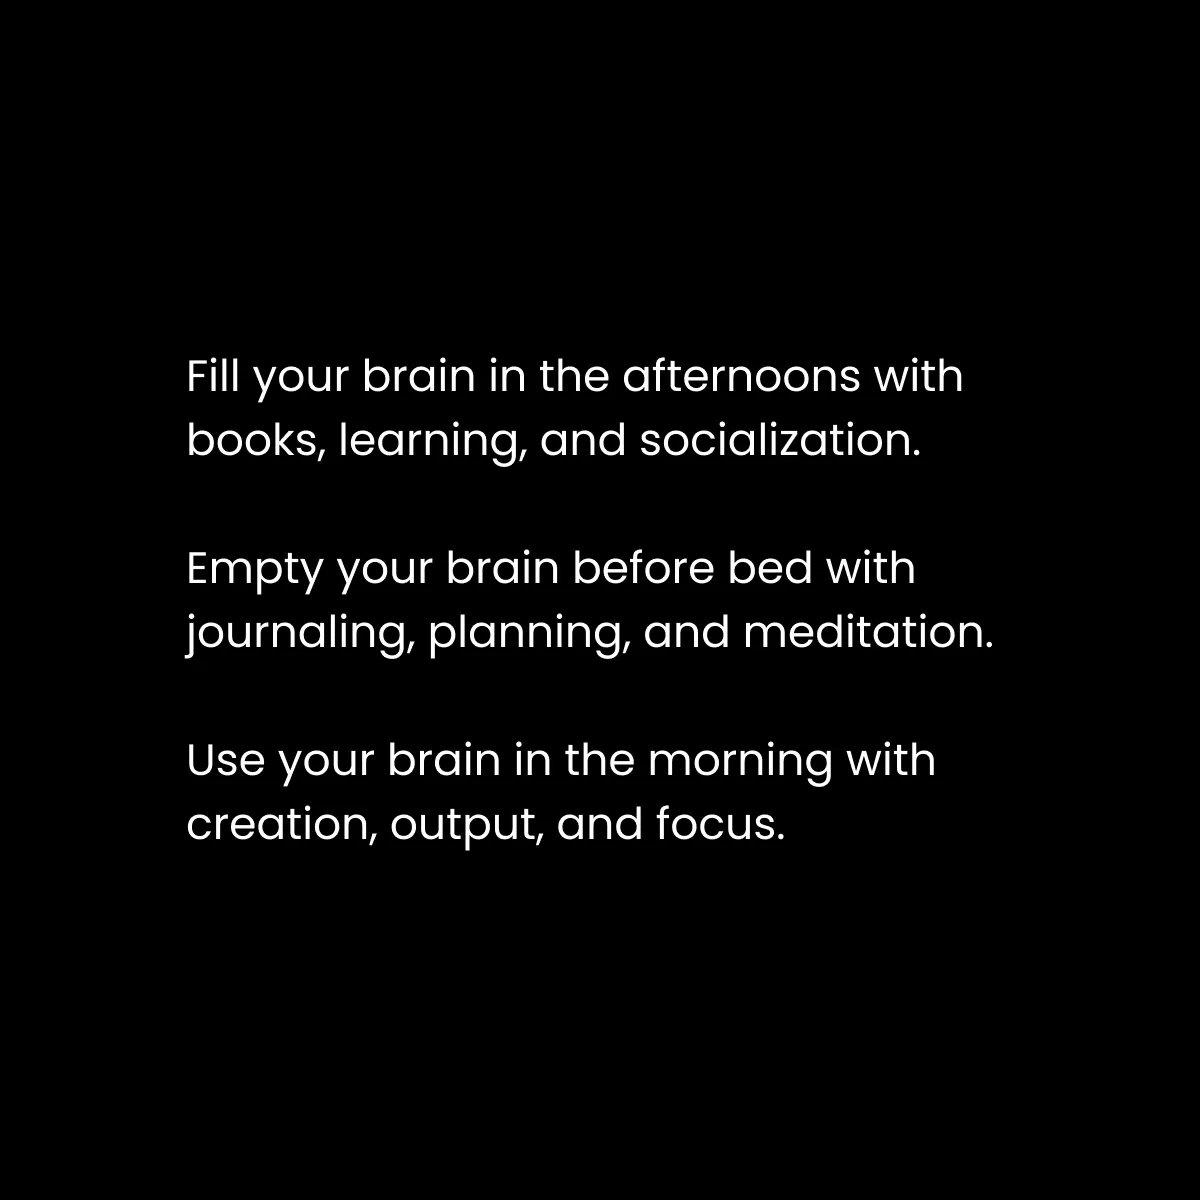 Fill your brain in the afternoons with
books, learning, and socialization.
Empty your brain before bed with
journaling, planning, and meditation.
Use your brain in the morning with
creation, output, and focus.